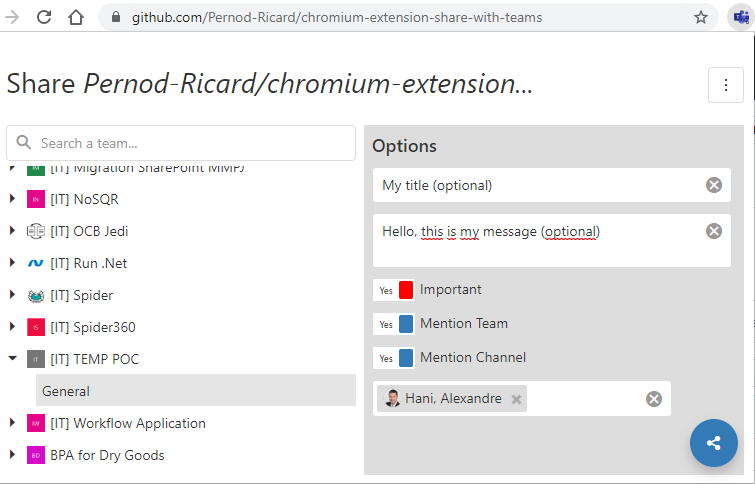 github.com/Pernod-Ricard/chromium-extension-share-with-teams
Share Pernod-Ricard/chromium-extension...
Search a team...
[IT] Migration SharePoint MMPJ
IN [IT] NoSQR
[IT] OCB Jedi
[IT] Run .Net
[IT] Spider
IS [IT] Spider360
IT [IT] TEMP POC
General
IW [IT] Workflow Application
BD BPA for Dry Goods
Options
My title (optional)
Hello, this is my message (optional)
Yes Important
Yes Mention Team
Yes Mention Channel
Hani, Alexandre